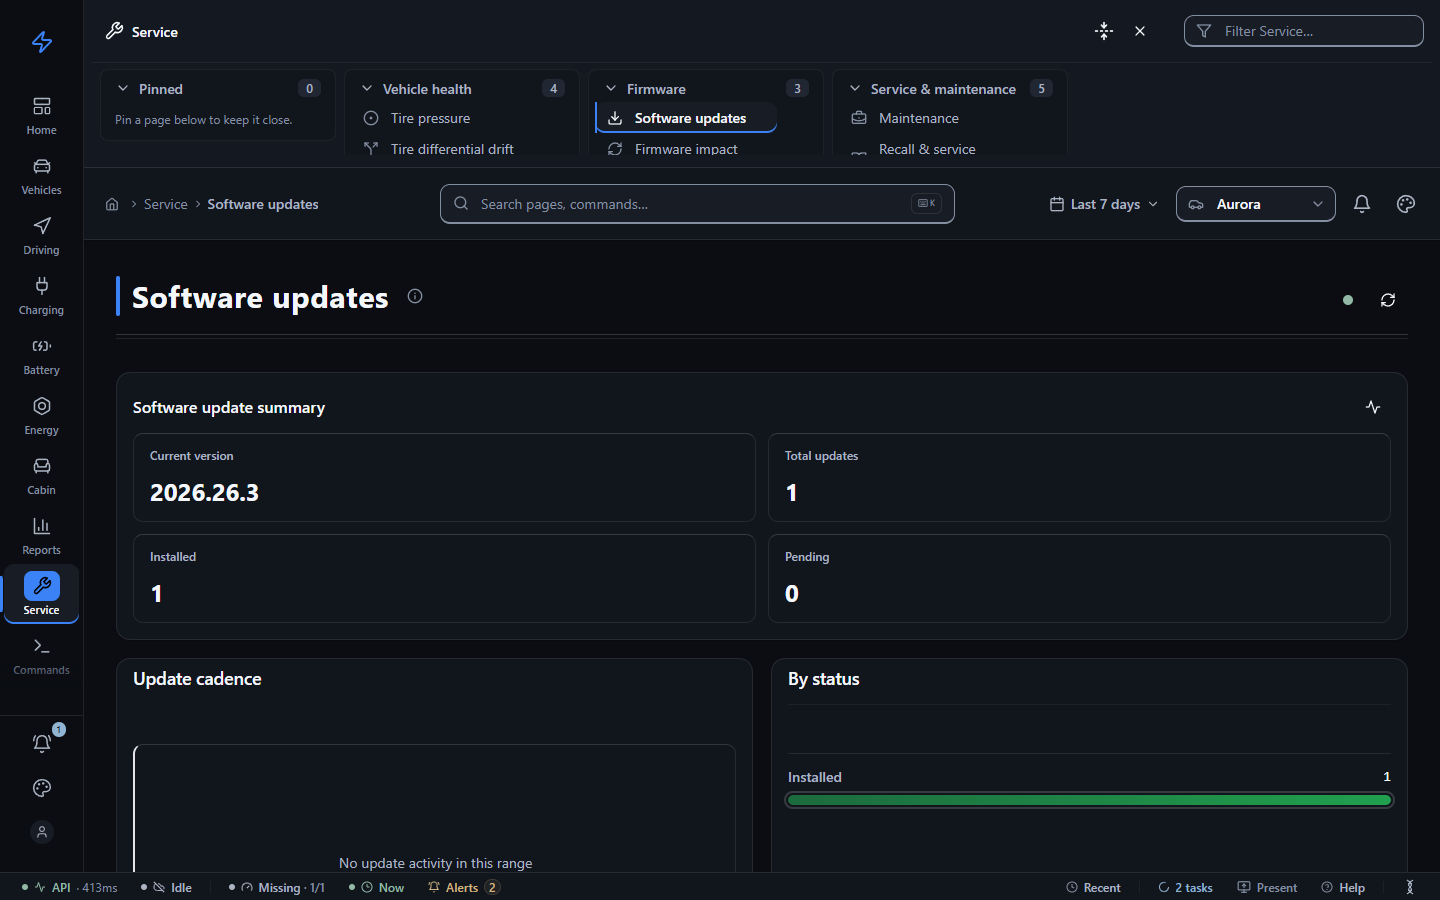 Service
Filter Service...
Home
Vehicles
Driving
Charging
Battery
Energy
Cabin
Reports
Service
Commands
1
Pinned 0
Pin a page below to keep it close.
Vehicle health 4
Tire pressure
Tire differential drift
Firmware 3
Software updates
Firmware impact
Service & maintenance 5
Maintenance
Recall & service
Service
Software updates
Search pages, commands...
K
Last 7 days
Aurora
Software updates
Software update summary
Current version
2026.26.3
Total updates
1
Installed
1
Pending
0
Update cadence
No update activity in this range
By status
Installed 1
API · 413ms
Idle
Missing · 1/1
Now
Alerts 2
Recent
2 tasks
Present
Help